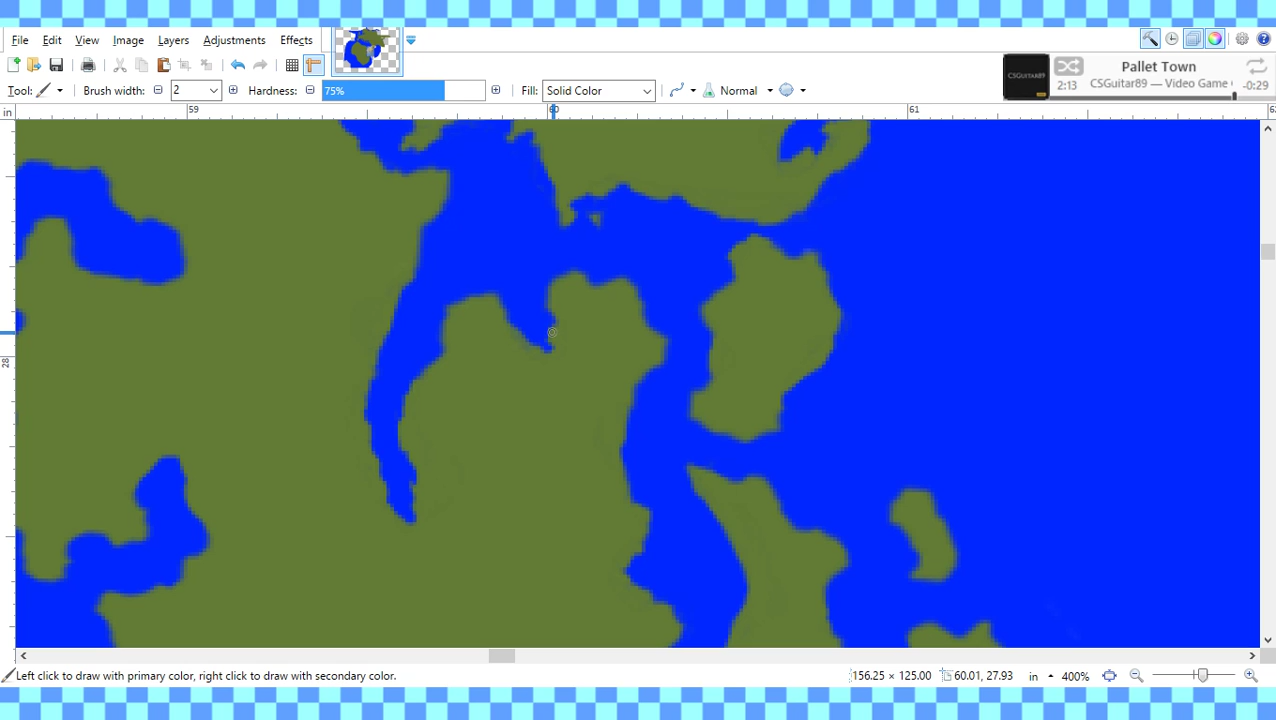 File Edit View Image Layers Adjustments Effects
Pallet Town
CSGUITAR89
2:13 CSGuitar89 — Video Game -0:29
Tool: Brush width: 2 Hardness: 75% Fill: Solid Color Normal
in 59 60 61 62
28
Left click to draw with primary color, right click to draw with secondary color. 156.25 × 125.00 60.01, 27.93 in 400%